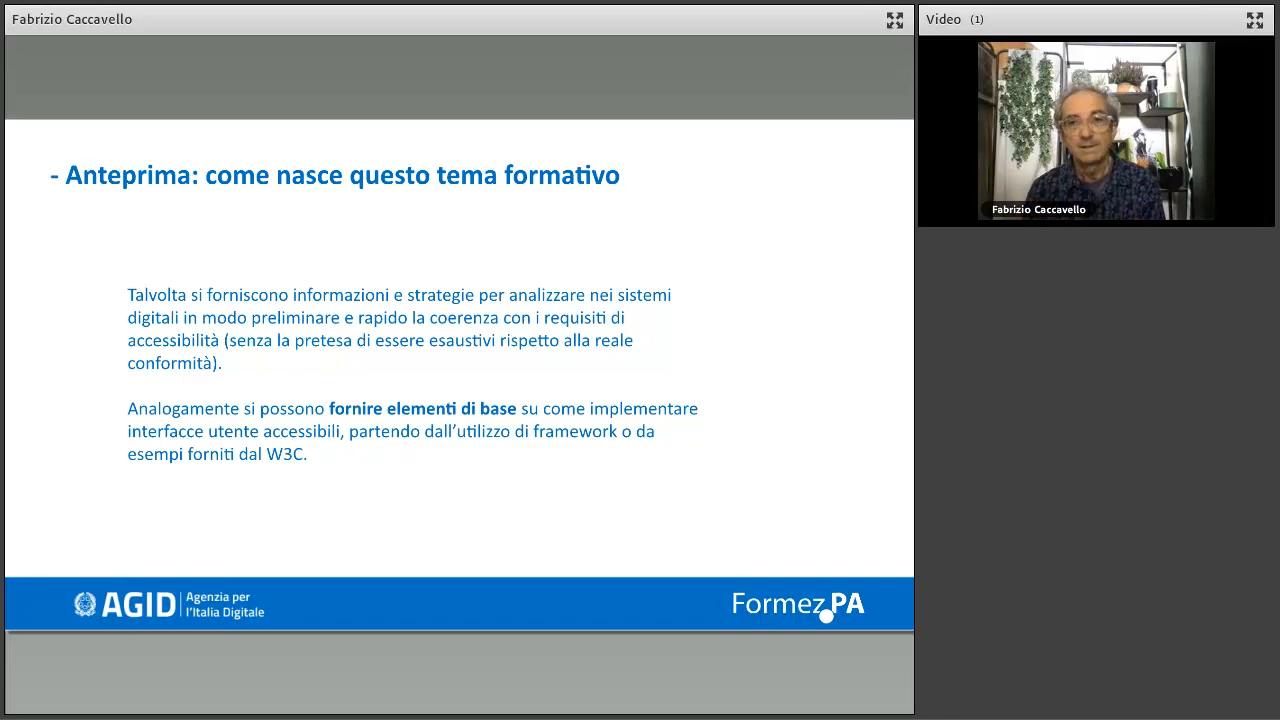 Fabrizio Caccavello
Video (1)
Fabrizio Caccavello
- Anteprima: come nasce questo tema formativo
Talvolta si forniscono informazioni e strategie per analizzare nei sistemi
digitali in modo preliminare e rapido la coerenza con i requisiti di
accessibilità (senza la pretesa di essere esaustivi rispetto alla reale
conformità).
Analogamente si possono fornire elementi di base su come implementare
interfacce utente accessibili, partendo dall'utilizzo di framework o da
esempi forniti dal W3C.
AGID
Agenzia per
l'Italia Digitale
Formez.PA